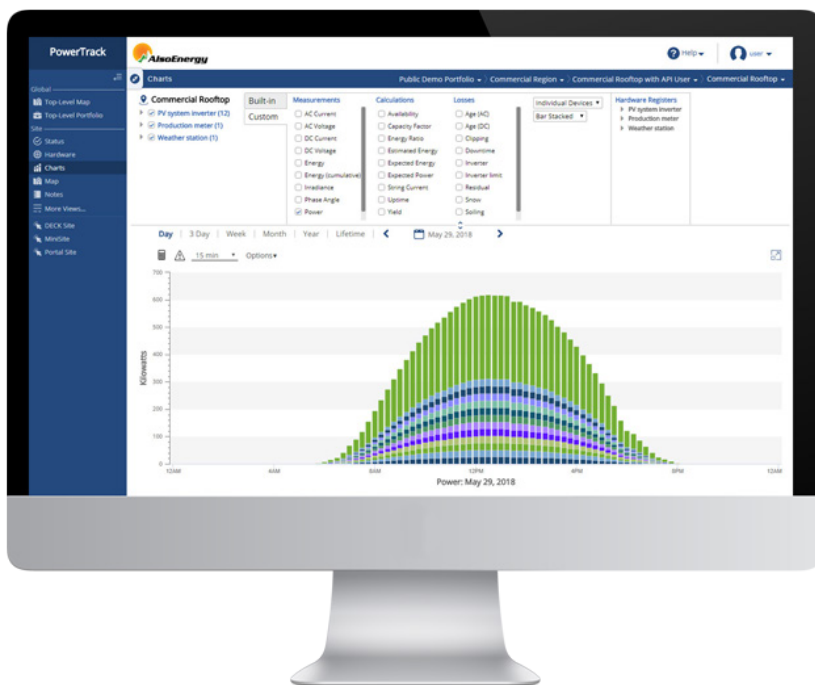 PowerTrack
AlsoEnergy
Help
user
Charts
Public Demo Portfolio
Commercial Region
Commercial Rooftop with API User
Commercial Rooftop
Global
Top-Level Map
Top-Level Portfolio
Site
Status
Hardware
Charts
Map
Notes
More Views...
DECK Site
MiniSite
Portal Site
Commercial Rooftop
PV system inverter (12)
Production meter (1)
Weather station (1)
Built-in
Custom
Measurements
AC Current
AC Voltage
DC Current
DC Voltage
Energy
Energy (cumulative)
Irradiance
Phase Angle
Power
Calculations
Availability
Capacity Factor
Energy Ratio
Estimated Energy
Expected Energy
Expected Power
String Current
Uptime
Yield
Losses
Age (AC)
Age (DC)
Clipping
Downtime
Inverter
Inverter limit
Residual
Snow
Soiling
Individual Devices
Bar Stacked
Hardware Registers
PV system inverter
Production meter
Weather station
Day | 3 Day | Week | Month | Year | Lifetime | May 29, 2018
15 min Options
Kilowatts
700
600
500
400
300
200
100
0
12AM 4AM 8AM 12PM 4PM 8PM 12AM
Power: May 29, 2018